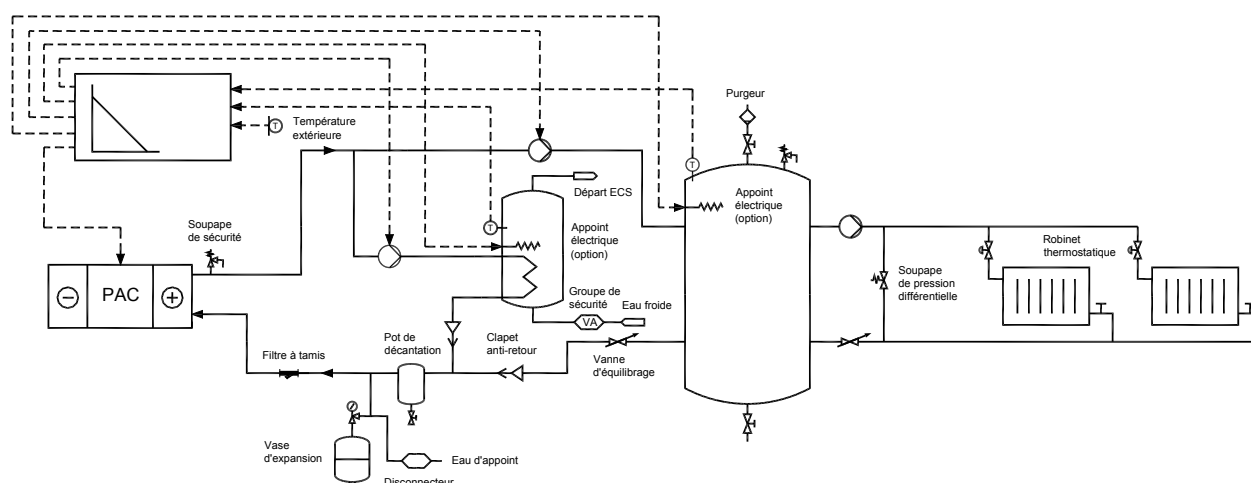 Purgeur
T
Température
extérieure
T
Départ ECS
Appoint
électrique
(option)
Soupape
de sécurité
T
Appoint
électrique
(option)
Robinet
thermostatique
Soupape
de pression
différentielle
PAC
Groupe de
sécurité
Eau froide
VA
Pot de
décantation
Clapet
anti-retour
Filtre à tamis
Vanne
d'équilibrage
Vase
d'expansion
Eau d'appoint
Disconnecteur